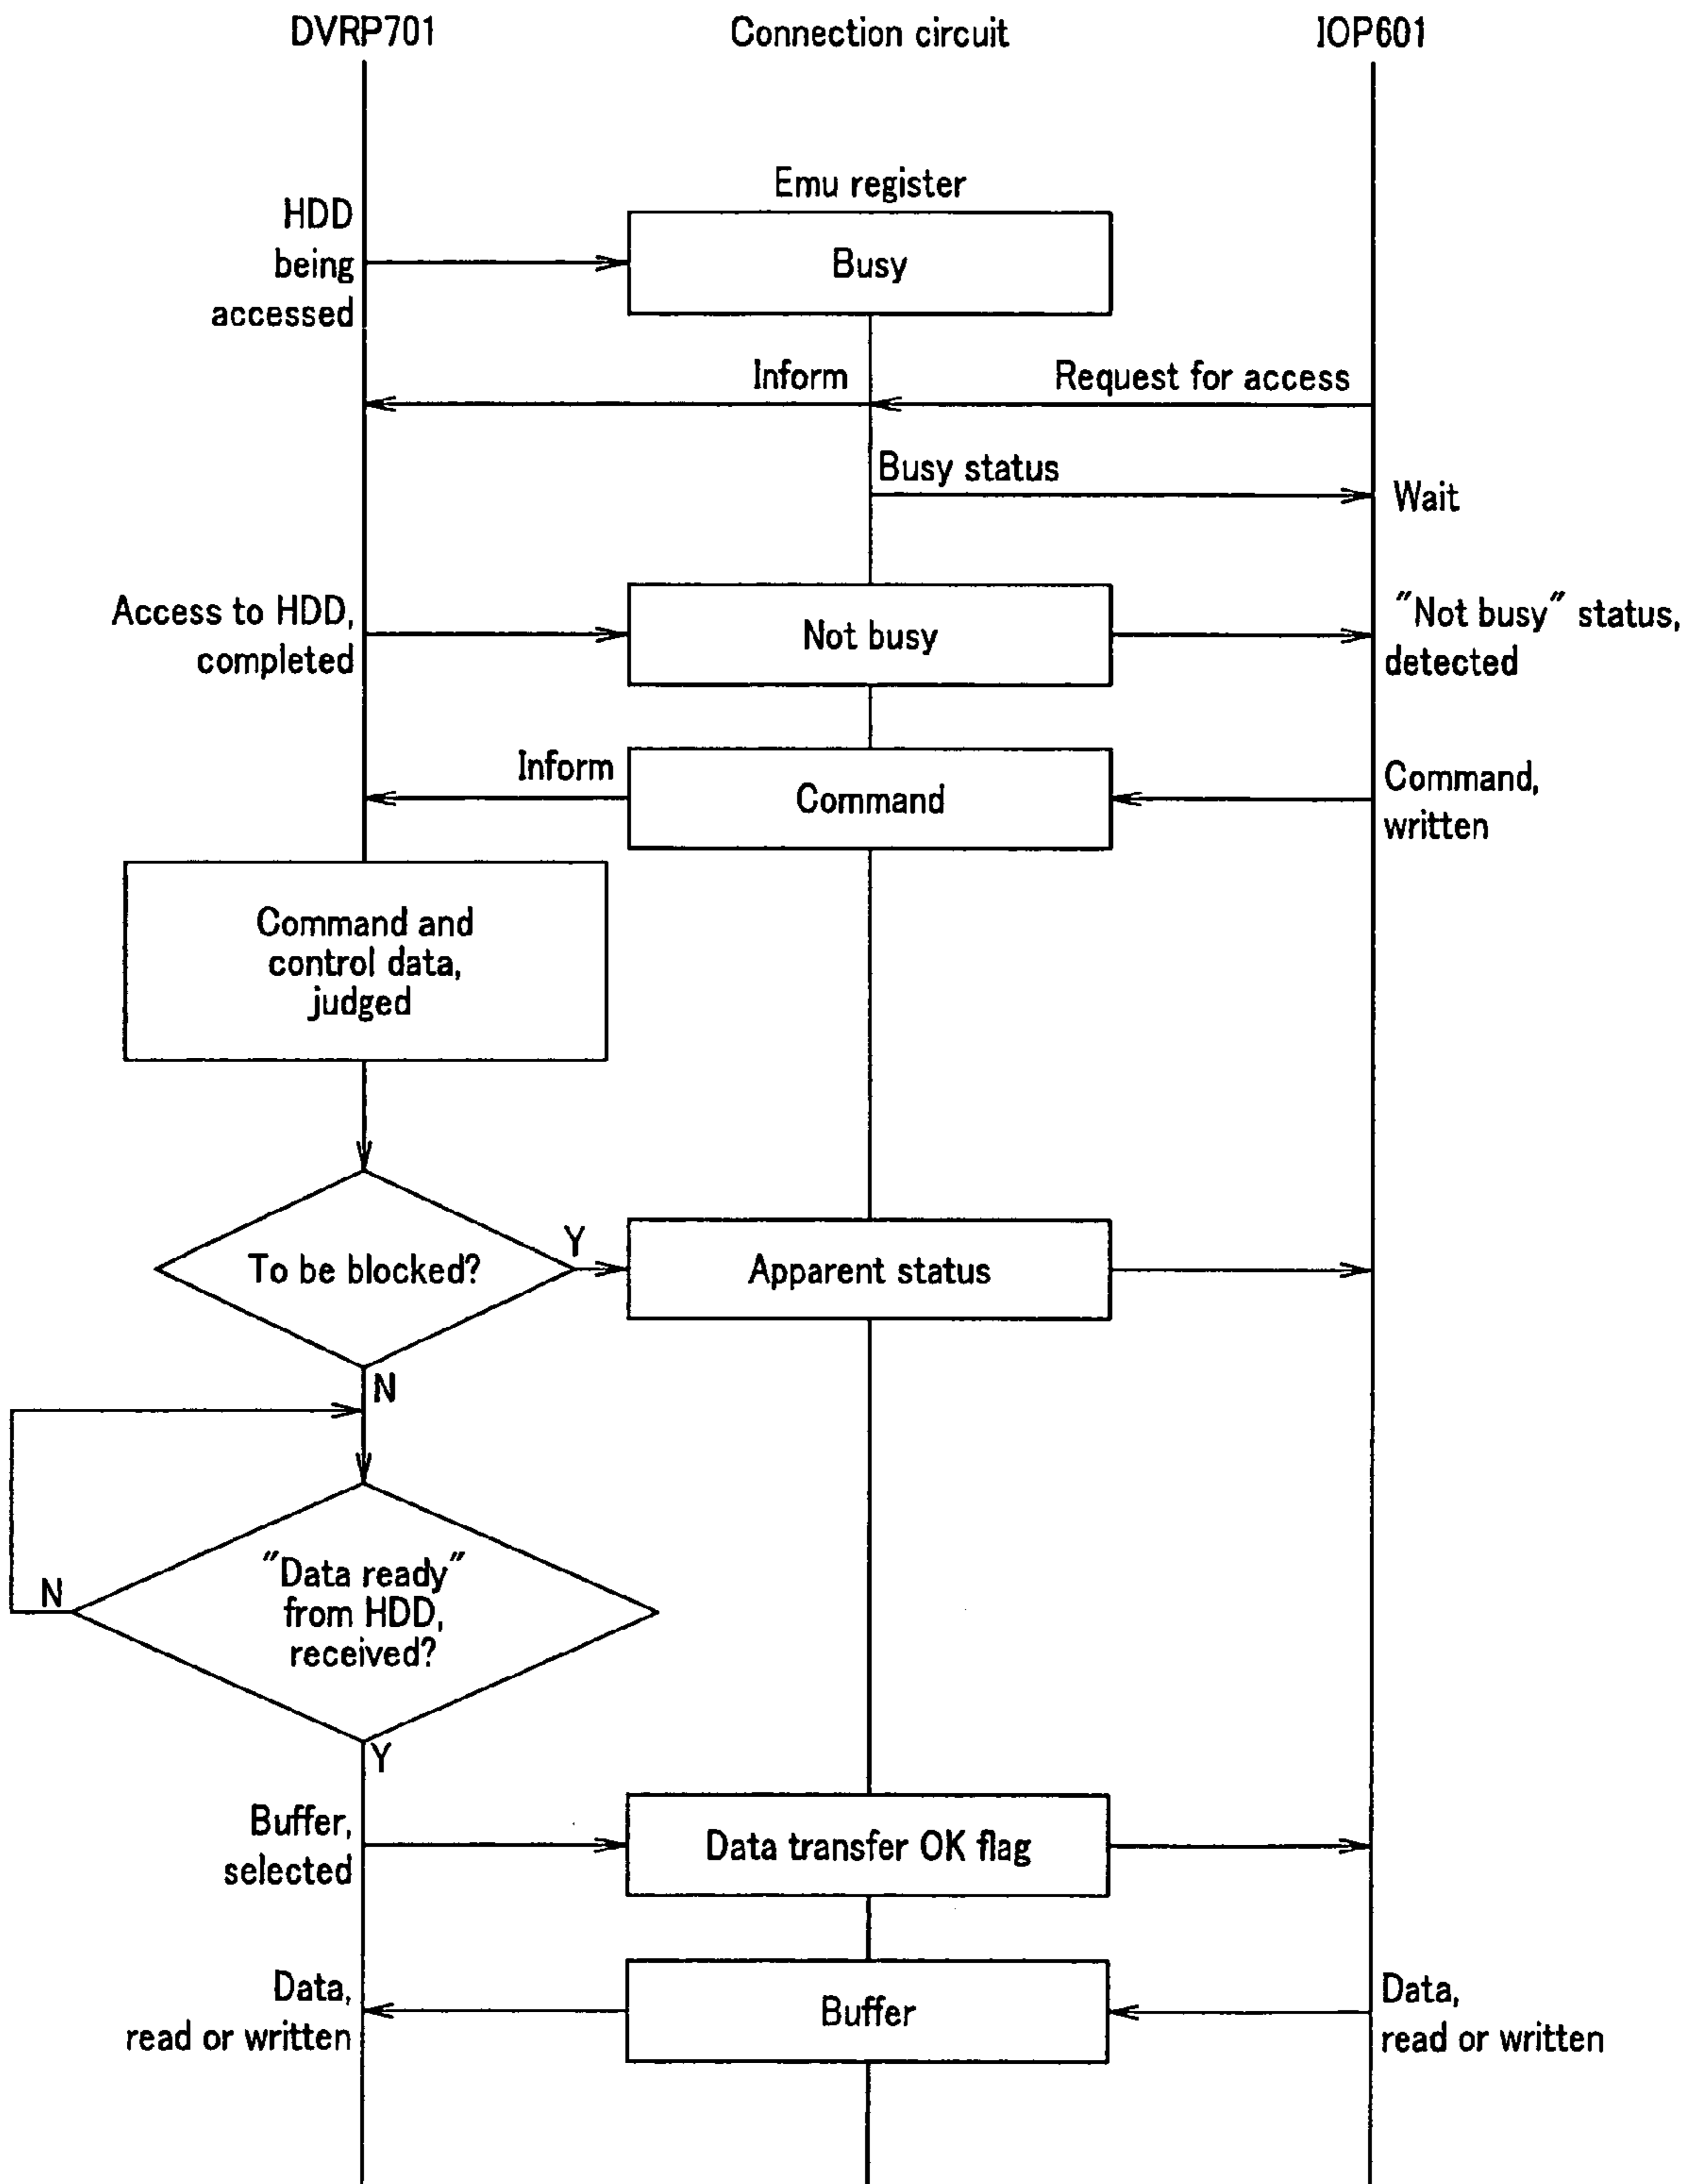 DVRP701
Connection circuit
IOP601
Emu register
HDD
being
accessed
Busy
Inform
Request for access
Busy status
Wait
Access to HDD,
completed
Not busy
"Not busy" status,
detected
Inform
Command
Command,
written
Command and
control data,
judged
To be blocked?
Y
Apparent status
N
"Data ready"
from HDD,
received?
N
Y
Buffer,
selected
Data transfer OK flag
Data,
read or written
Buffer
Data,
read or written